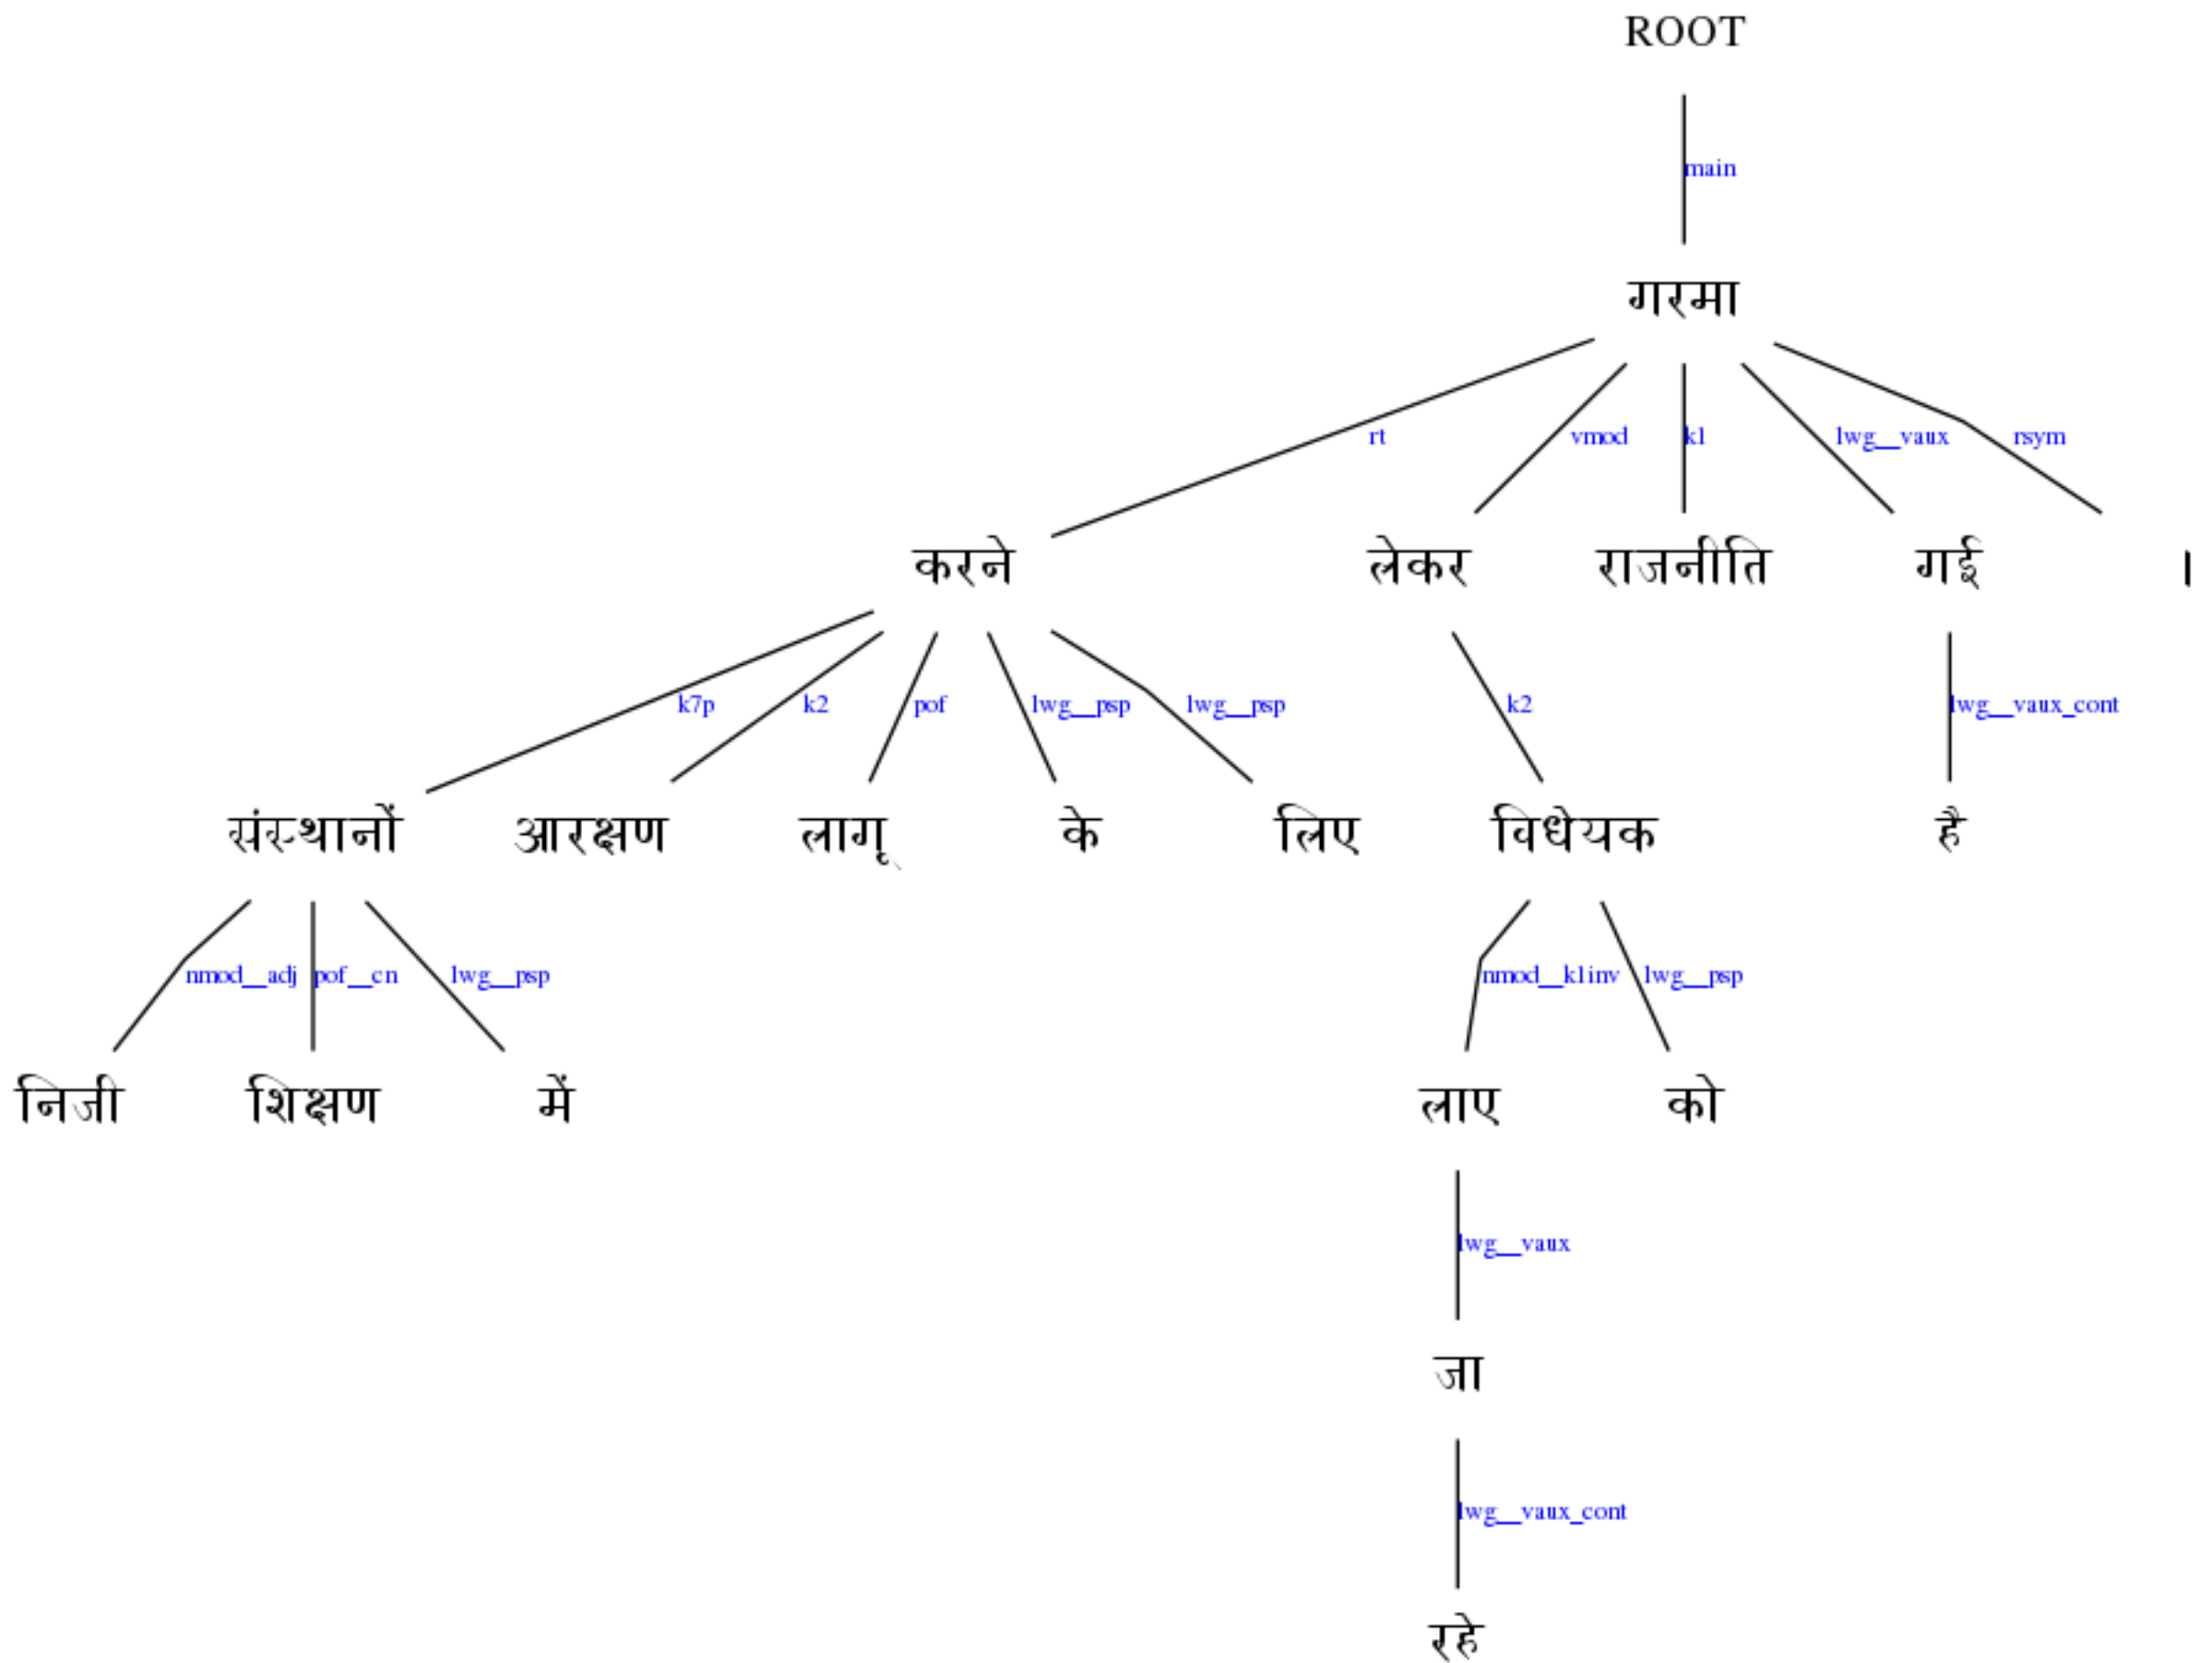 ROOT
main
गरमा
rt vmod k1 lwg__vaux rsym
करने लेकर राजनीति गई ।
k7p k2 pof lwg__psp lwg__psp k2 lwg__vaux_cont
संस्थानों आरक्षण लागू के लिए विधेयक है
nmod__adj pof__cn lwg__psp nmod__k1inv lwg__psp
निजी शिक्षण में लाए को
lwg__vaux
जा
lwg__vaux_cont
रहे